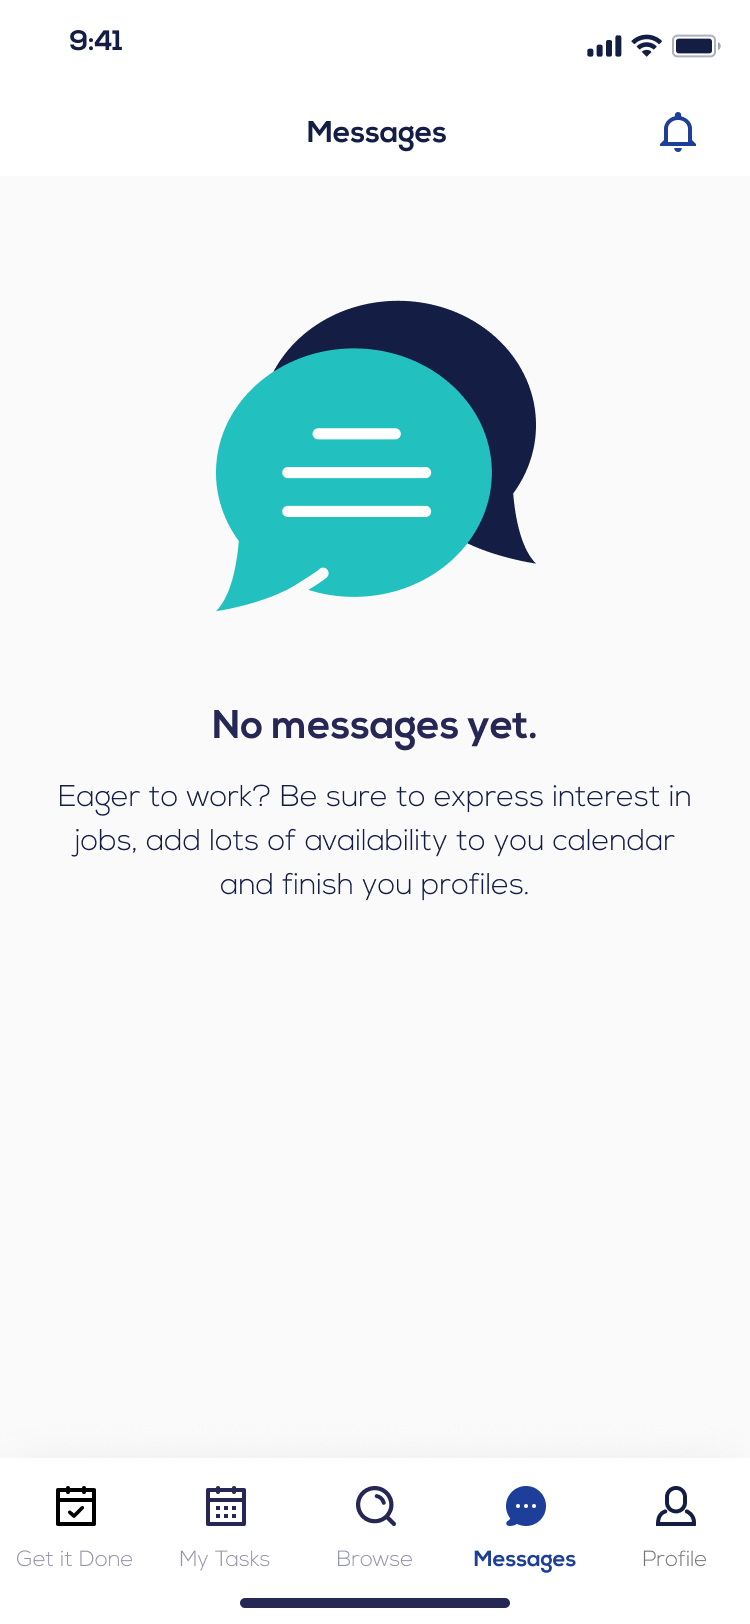 9:41
Messages
No messages yet.
Eager to work? Be sure to express interest in
jobs, add lots of availability to you calendar
and finish you profiles.
Get it Done
My Tasks
Browse
Messages
Profile